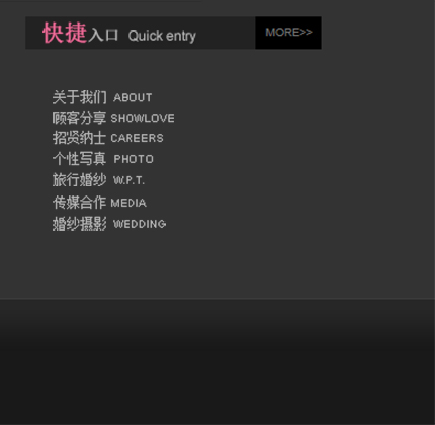 快捷入口 Quick entry MORE>>
关于我们 ABOUT
顾客分享 SHOWLOVE
招贤纳士 CAREERS
个性写真 PHOTO
旅行婚纱 W.P.T.
传媒合作 MEDIA
婚纱摄影 WEDDING